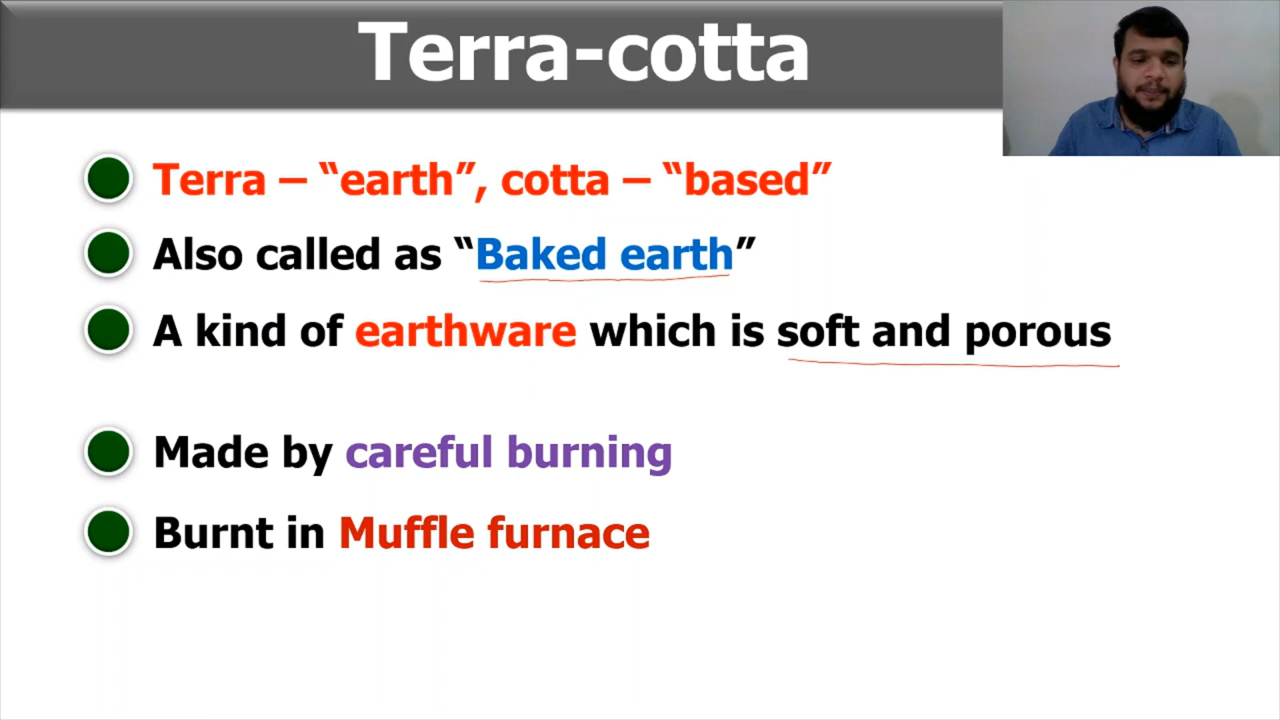 Terra-cotta
Terra – “earth”, cotta – “based”
Also called as “Baked earth”
A kind of earthware which is soft and porous
Made by careful burning
Burnt in Muffle furnace